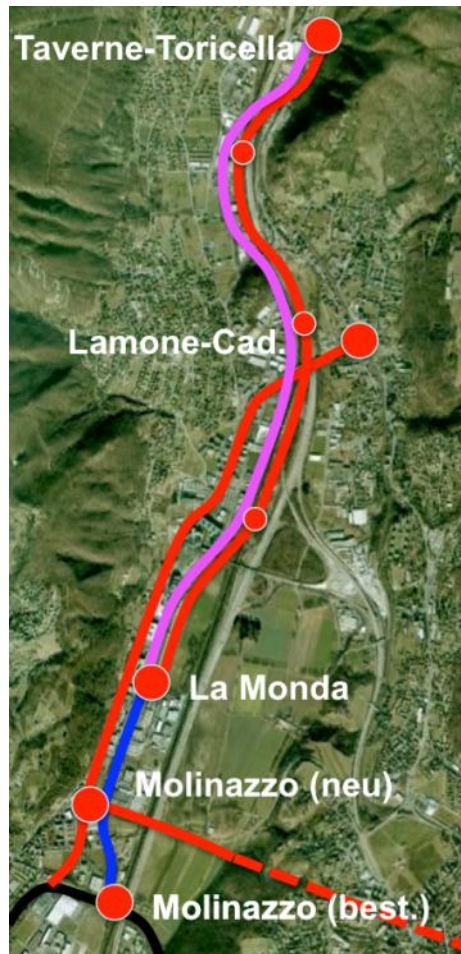 Taverne-Toricella
Lamone-Cad.
La Monda
Molinazzo (neu)
Molinazzo (best.)